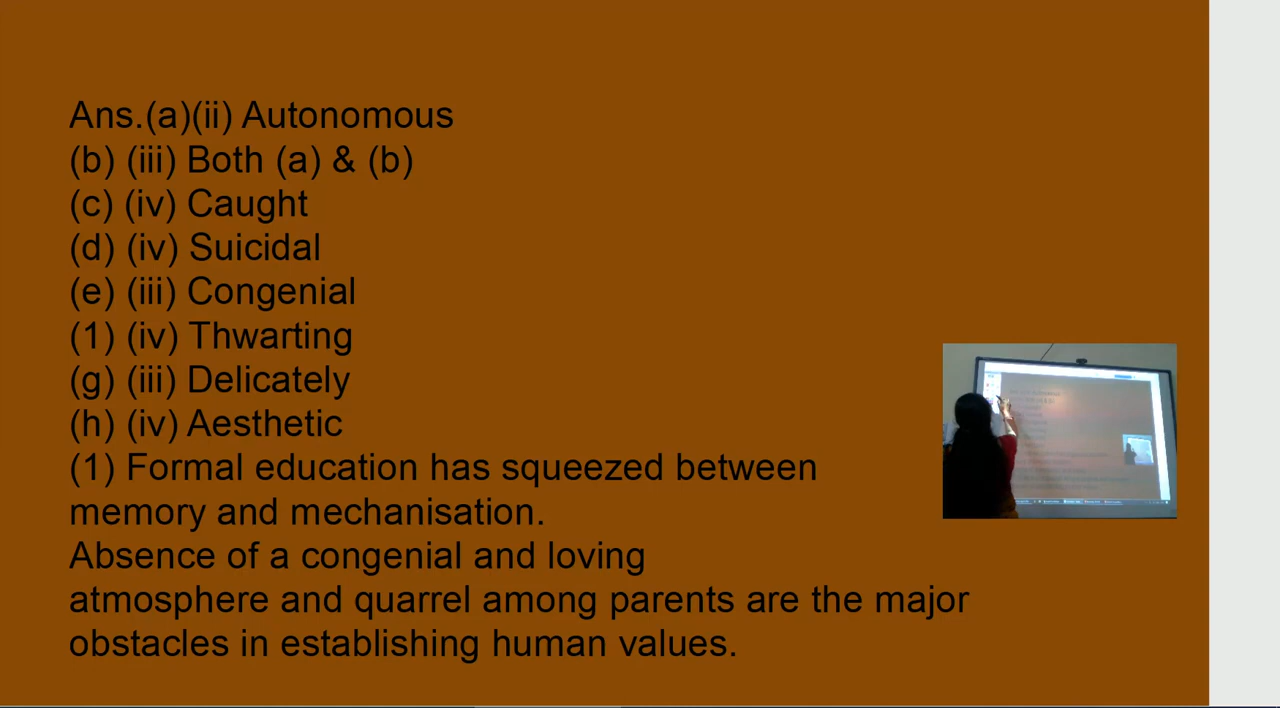 Ans.(a)(ii) Autonomous
(b) (iii) Both (a) & (b)
(c) (iv) Caught
(d) (iv) Suicidal
(e) (iii) Congenial
(1) (iv) Thwarting
(g) (iii) Delicately
(h) (iv) Aesthetic
(1) Formal education has squeezed between
memory and mechanisation.
Absence of a congenial and loving
atmosphere and quarrel among parents are the major
obstacles in establishing human values.